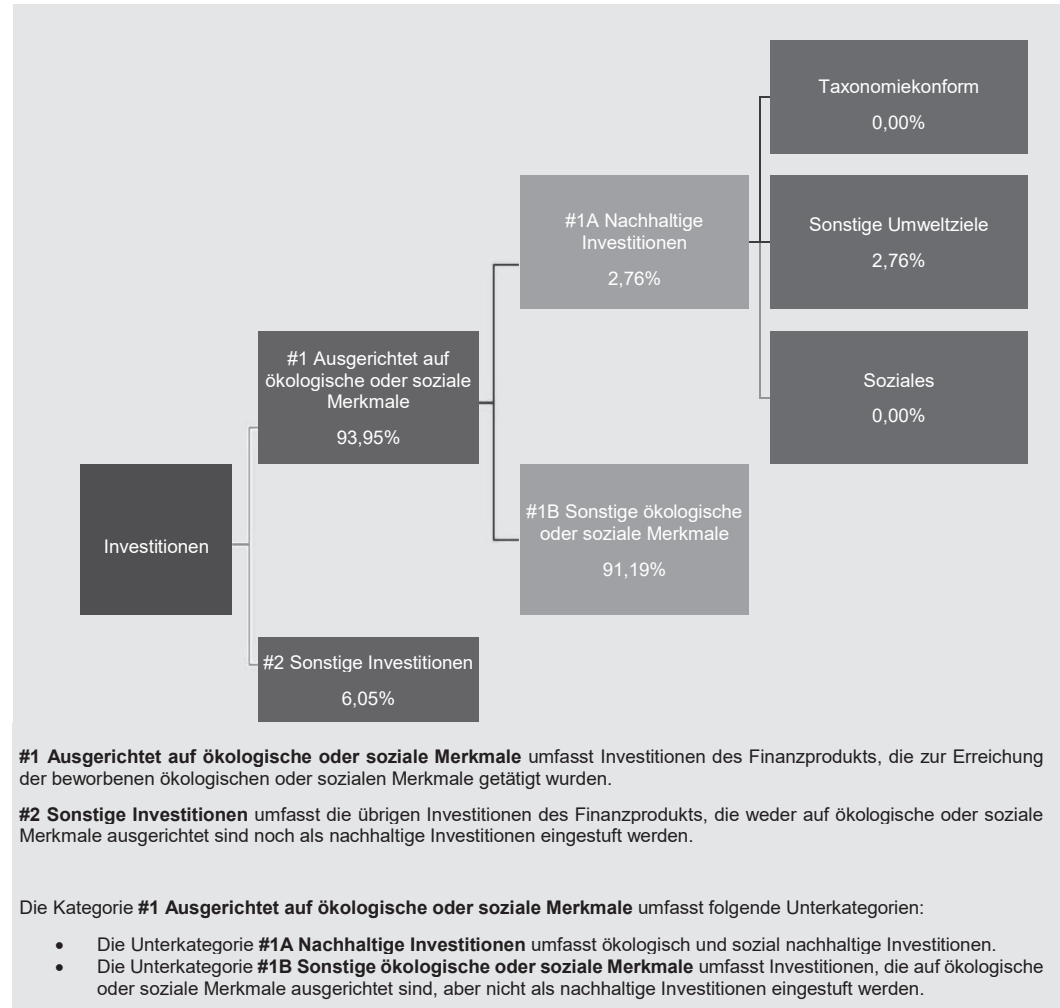 Taxonomiekonform
0,00%
#1A Nachhaltige
Investitionen
2,76%
Sonstige Umweltziele
2,76%
#1 Ausgerichtet auf
ökologische oder soziale
Merkmale
93,95%
Soziales
0,00%
Investitionen
#1B Sonstige ökologische
oder soziale Merkmale
91,19%
#2 Sonstige Investitionen
6,05%
#1 Ausgerichtet auf ökologische oder soziale Merkmale umfasst Investitionen des Finanzprodukts, die zur Erreichung
der beworbenen ökologischen oder sozialen Merkmale getätigt wurden.
#2 Sonstige Investitionen umfasst die übrigen Investitionen des Finanzprodukts, die weder auf ökologische oder soziale
Merkmale ausgerichtet sind noch als nachhaltige Investitionen eingestuft werden.
Die Kategorie #1 Ausgerichtet auf ökologische oder soziale Merkmale umfasst folgende Unterkategorien:
• Die Unterkategorie #1A Nachhaltige Investitionen umfasst ökologisch und sozial nachhaltige Investitionen.
• Die Unterkategorie #1B Sonstige ökologische oder soziale Merkmale umfasst Investitionen, die auf ökologische
oder soziale Merkmale ausgerichtet sind, aber nicht als nachhaltige Investitionen eingestuft werden.